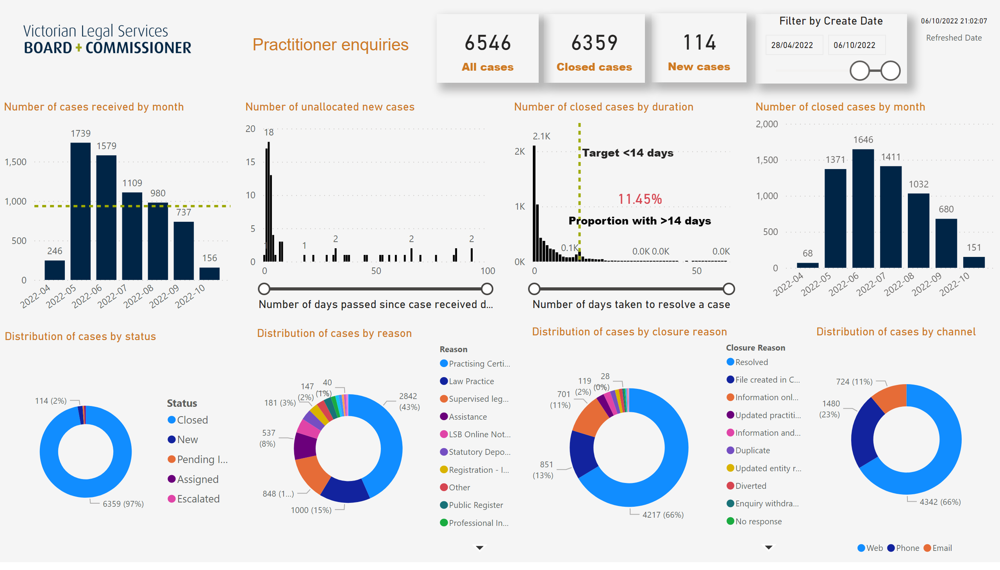 Victorian Legal Services
BOARD + COMMISSIONER
Practitioner enquiries
6546
All cases
6359
Closed cases
114
New cases
Filter by Create Date
28/04/2022
06/10/2022
06/10/2022 21:02:07
Refreshed Date
Number of cases received by month
1,500
1,000
500
0
246
1739
1579
1109
980
737
156
2022-04
2022-05
2022-06
2022-07
2022-08
2022-09
2022-10
Number of unallocated new cases
20
15
10
5
0
1
18
1
2
2
2
0
50
100
Number of days passed since case received d...
Number of closed cases by duration
2K
1K
0K
2.1K
Target <14 days
11.45%
Proportion with >14 days
0.1K
0.0K
0.0K
0.0K
0
50
Number of days taken to resolve a case
Number of closed cases by month
2,000
1,500
1,000
500
0
68
1371
1646
1411
1032
680
151
2022-04
2022-05
2022-06
2022-07
2022-08
2022-09
2022-10
Distribution of cases by status
114 (2%)
6359 (97%)
Status
Closed
New
Pending I...
Assigned
Escalated
Distribution of cases by reason
40
(1%)
147
(2%)
181 (3%)
537
(8%)
848 (1...)
1000 (15%)
2842
(43%)
Reason
Practising Certi...
Law Practice
Supervised leg...
Assistance
LSB Online Not...
Statutory Depo...
Registration - I...
Other
Public Register
Professional In...
Distribution of cases by closure reason
28
(0%)
119
(2%)
701
(11%)
851
(13%)
4217 (66%)
Closure Reason
Resolved
File created in C...
Information onl...
Updated practiti...
Information and...
Duplicate
Updated entity r...
Diverted
Enquiry withdra...
No response
Distribution of cases by channel
724 (11%)
1480
(23%)
4342 (66%)
Web
Phone
Email